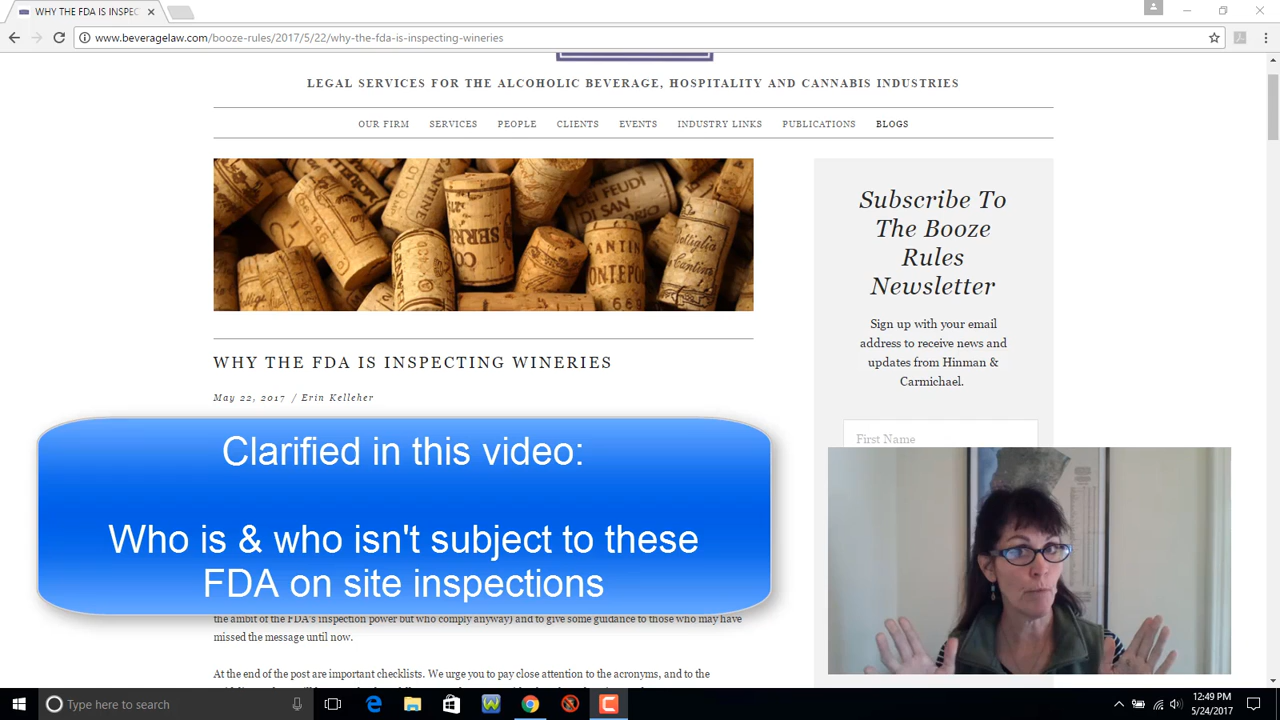 WHY THE FDA IS INSPEC
www.beveragelaw.com/booze-rules/2017/5/22/why-the-fda-is-inspecting-wineries
LEGAL SERVICES FOR THE ALCOHOLIC BEVERAGE, HOSPITALITY AND CANNABIS INDUSTRIES
OUR FIRM SERVICES PEOPLE CLIENTS EVENTS INDUSTRY LINKS PUBLICATIONS BLOGS
CANTINE
DEI FEUDI
DI SAN
WHY THE FDA IS INSPECTING WINERIES
May 22, 2017 / Erin Kelleher
Clarified in this video:
Who is & who isn't subject to these
FDA on site inspections
the ambit of the FDA's inspection power but who comply anyway) and to give some guidance to those who may have
missed the message until now.
At the end of the post are important checklists. We urge you to pay close attention to the acronyms, and to the
Subscribe To
The Booze
Rules
Newsletter
Sign up with your email
address to receive news and
updates from Hinman &
Carmichael.
First Name
Type here to search
12:49 PM
5/24/2017